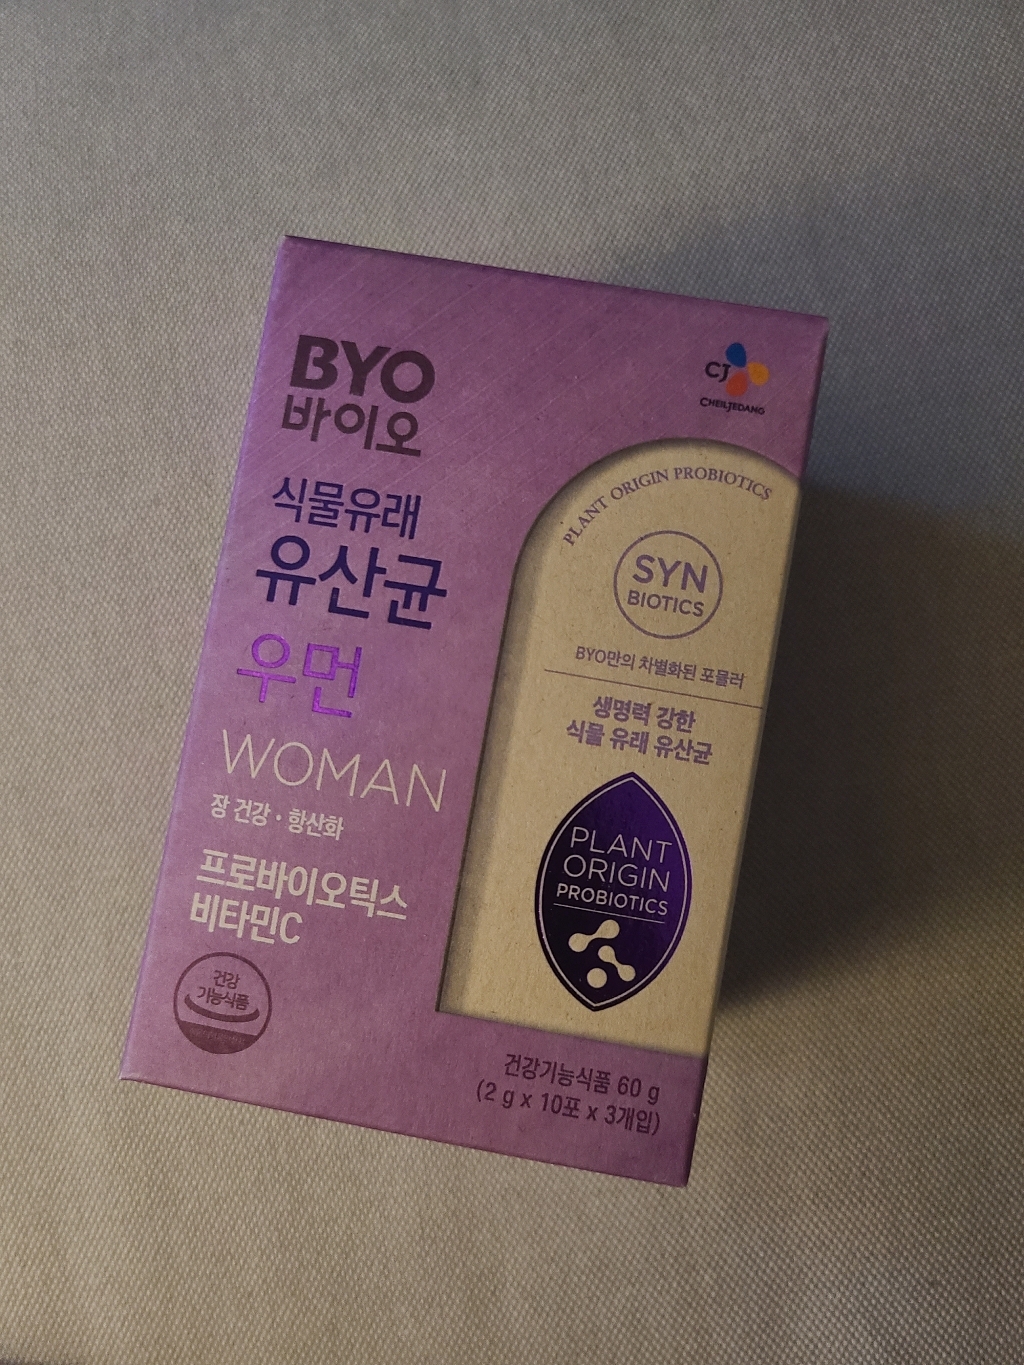 BYO
바이오
식물유래
유산균
우먼
WOMAN
장 건강 • 항산화
프로바이오틱스
비타민C
건강
기능식품
CJ
CHEILJEDANG
PLANT ORIGIN PROBIOTICS
SYN
BIOTICS
BYO만의 차별화된 포뮬러
생명력 강한
식물 유래 유산균
PLANT
ORIGIN
PROBIOTICS
건강기능식품 60 g
(2 g x 10포 x 3개입)